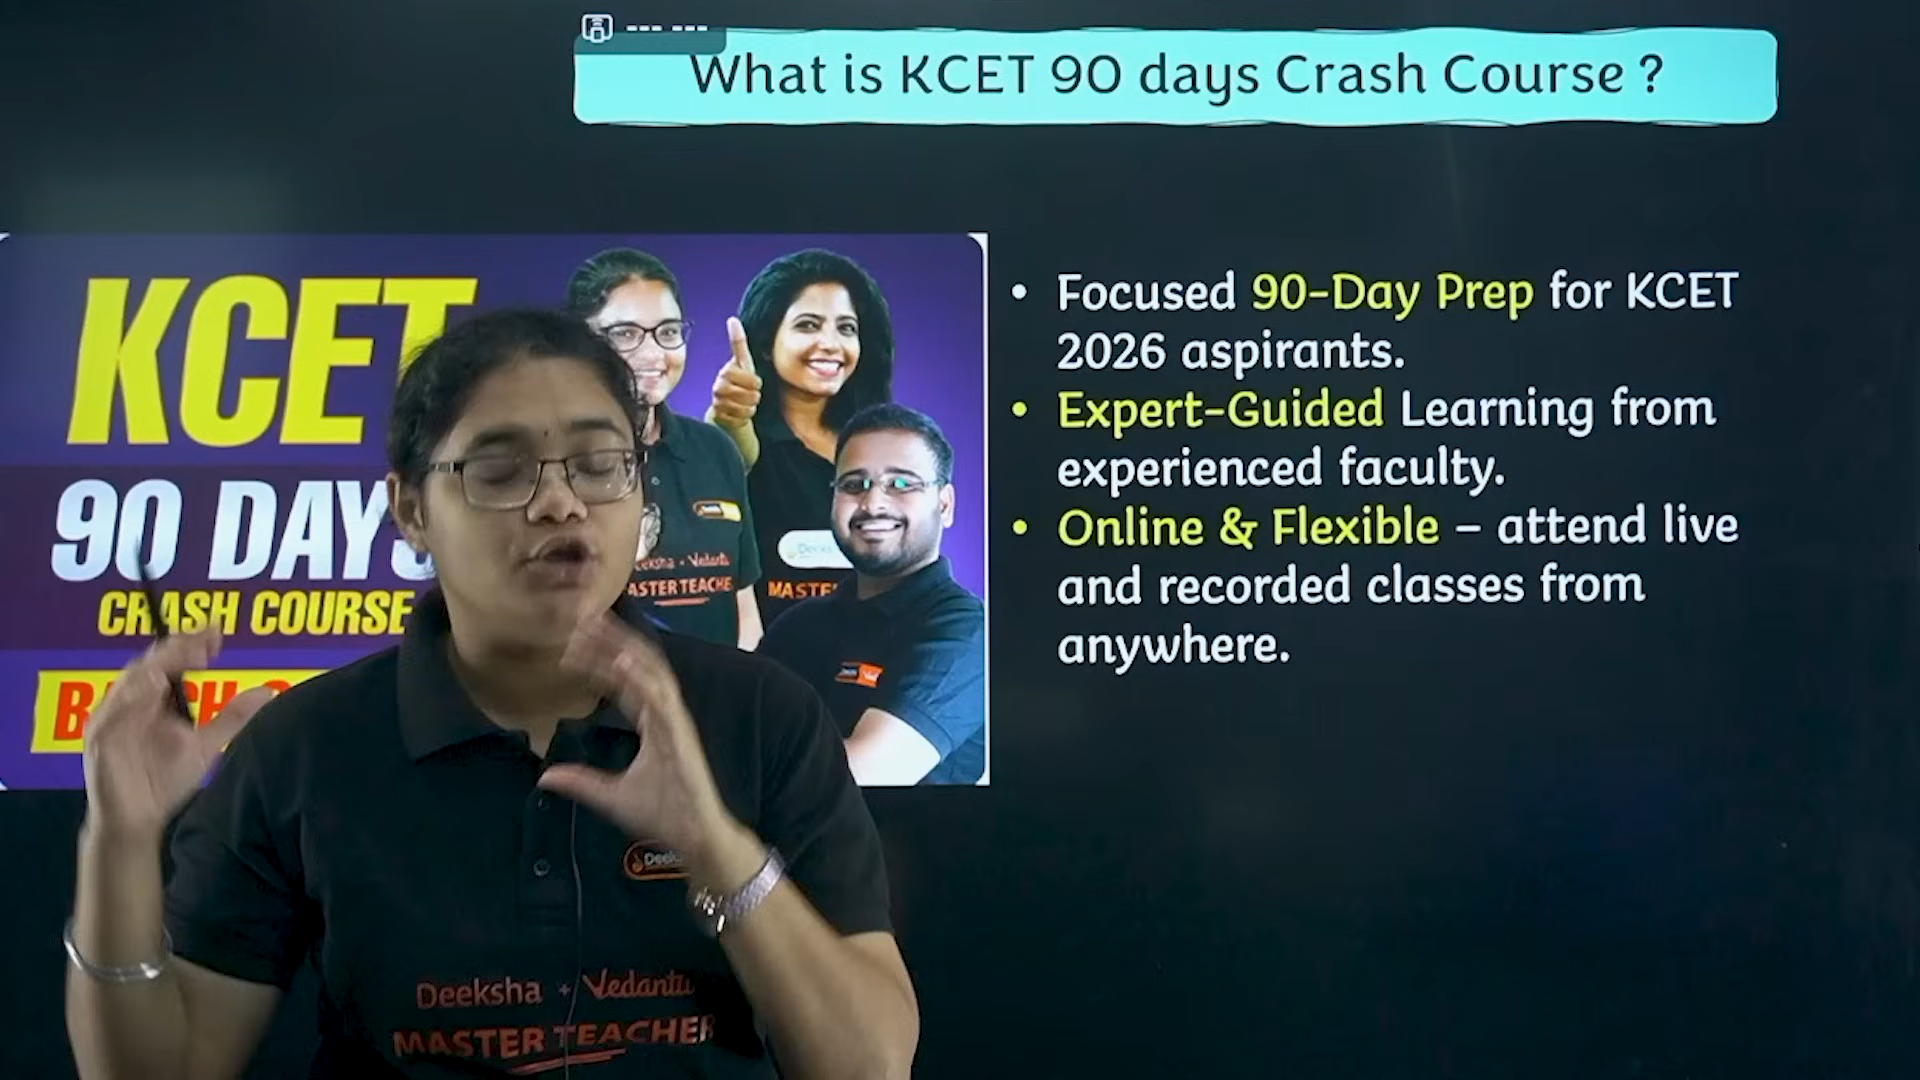 What is KCET 90 days Crash Course ?
KCET
90 DAYS
CRASH COURSE
• Focused 90-Day Prep for KCET
2026 aspirants.
• Expert-Guided Learning from
experienced faculty.
• Online & Flexible – attend live
and recorded classes from
anywhere.
Deeksha + Vedantu
MASTER TEACHER